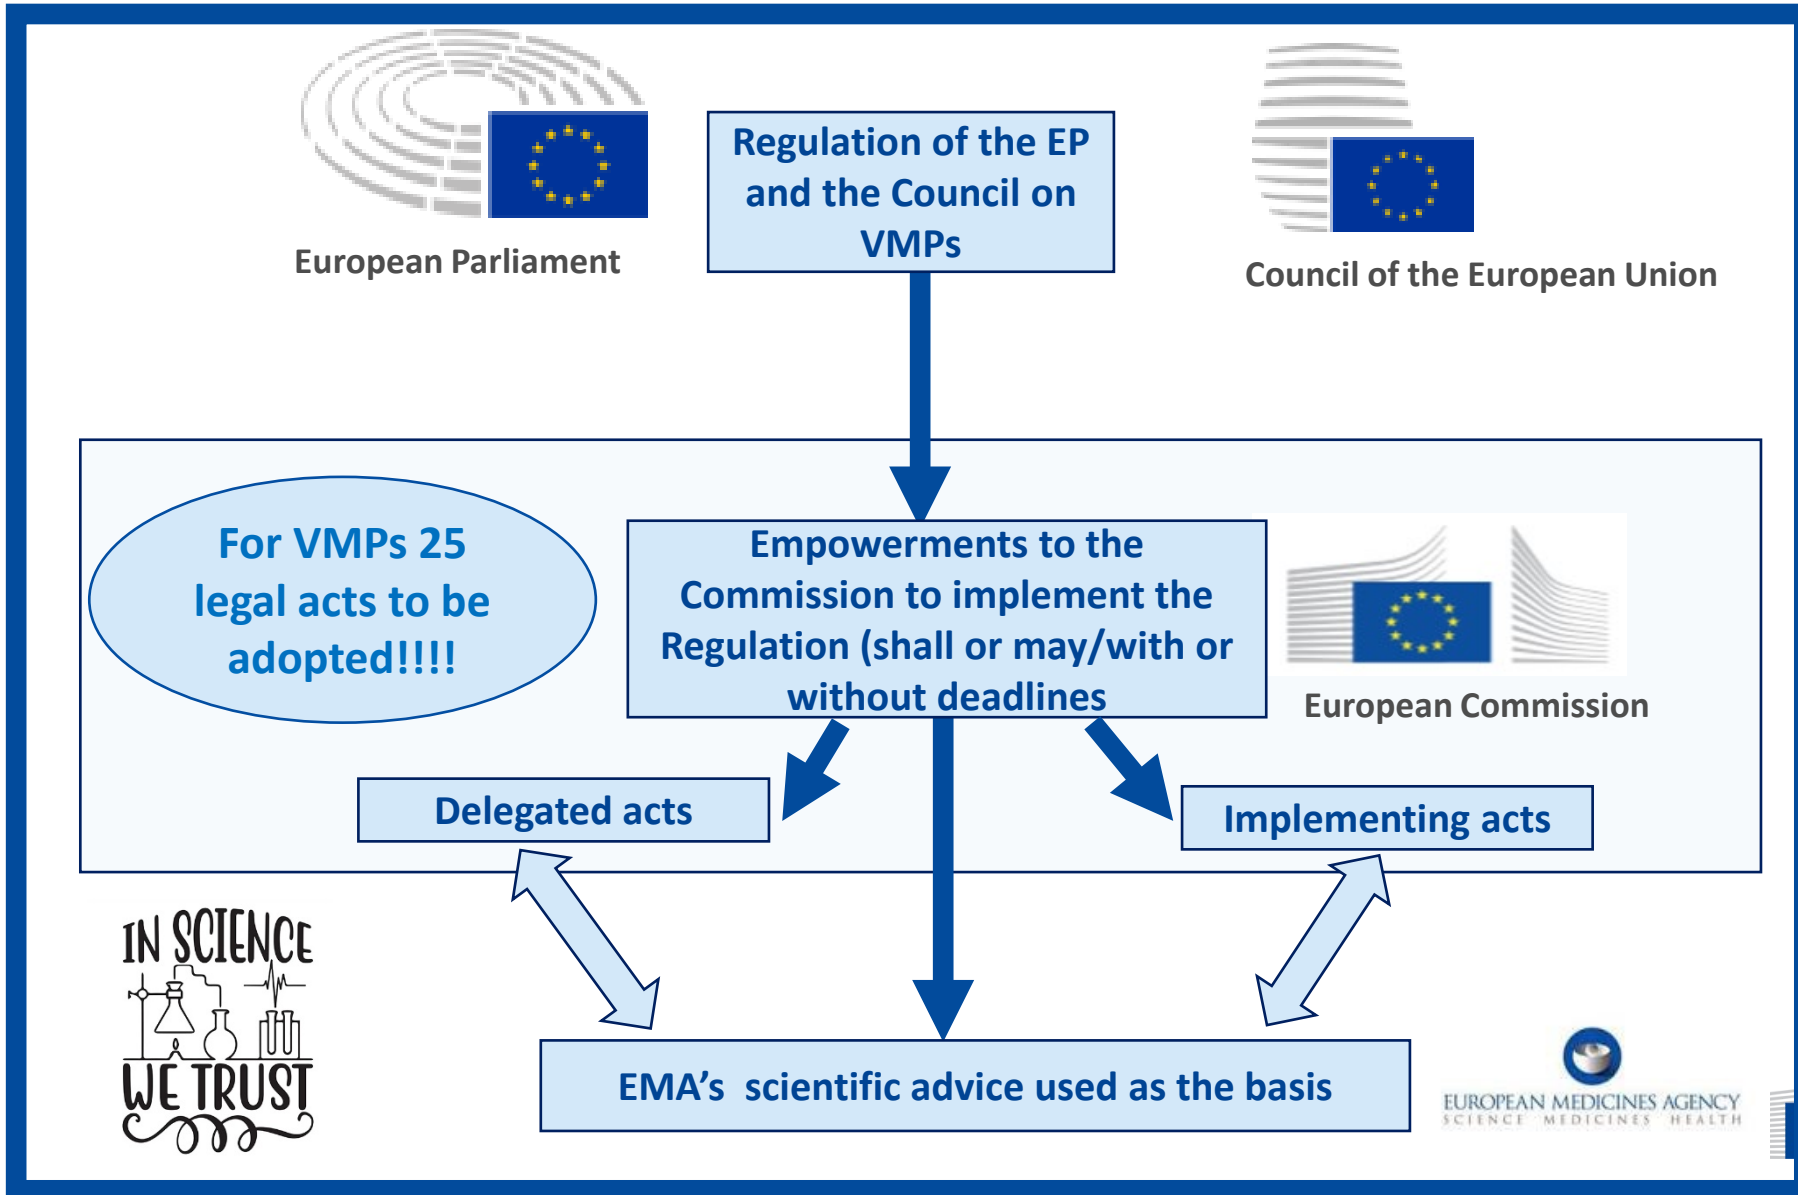 Regulation of the EP
and the Council on
VMPs
European Parliament
Council of the European Union
For VMPs 25
legal acts to be
adopted!!!!
Empowerments to the
Commission to implement the
Regulation (shall or may/with or
without deadlines
European Commission
Delegated acts
Implementing acts
IN SCIENCE
WE TRUST
EMA’s scientific advice used as the basis
EUROPEAN MEDICINES AGENCY
SCIENCE MEDICINES HEALTH